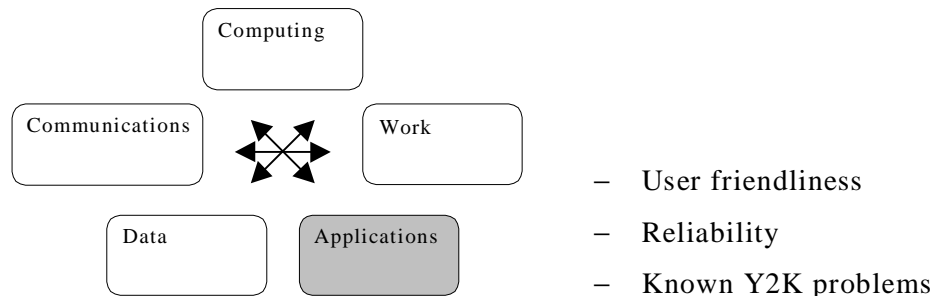 Computing
Communications
Work
Data
Applications
– User friendliness
– Reliability
– Known Y2K problems